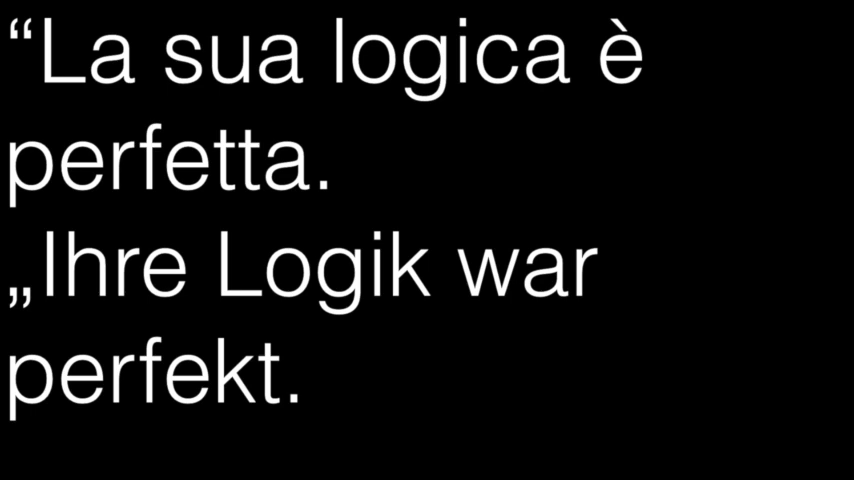 “La sua logica è
perfetta.
„Ihre Logik war
perfekt.